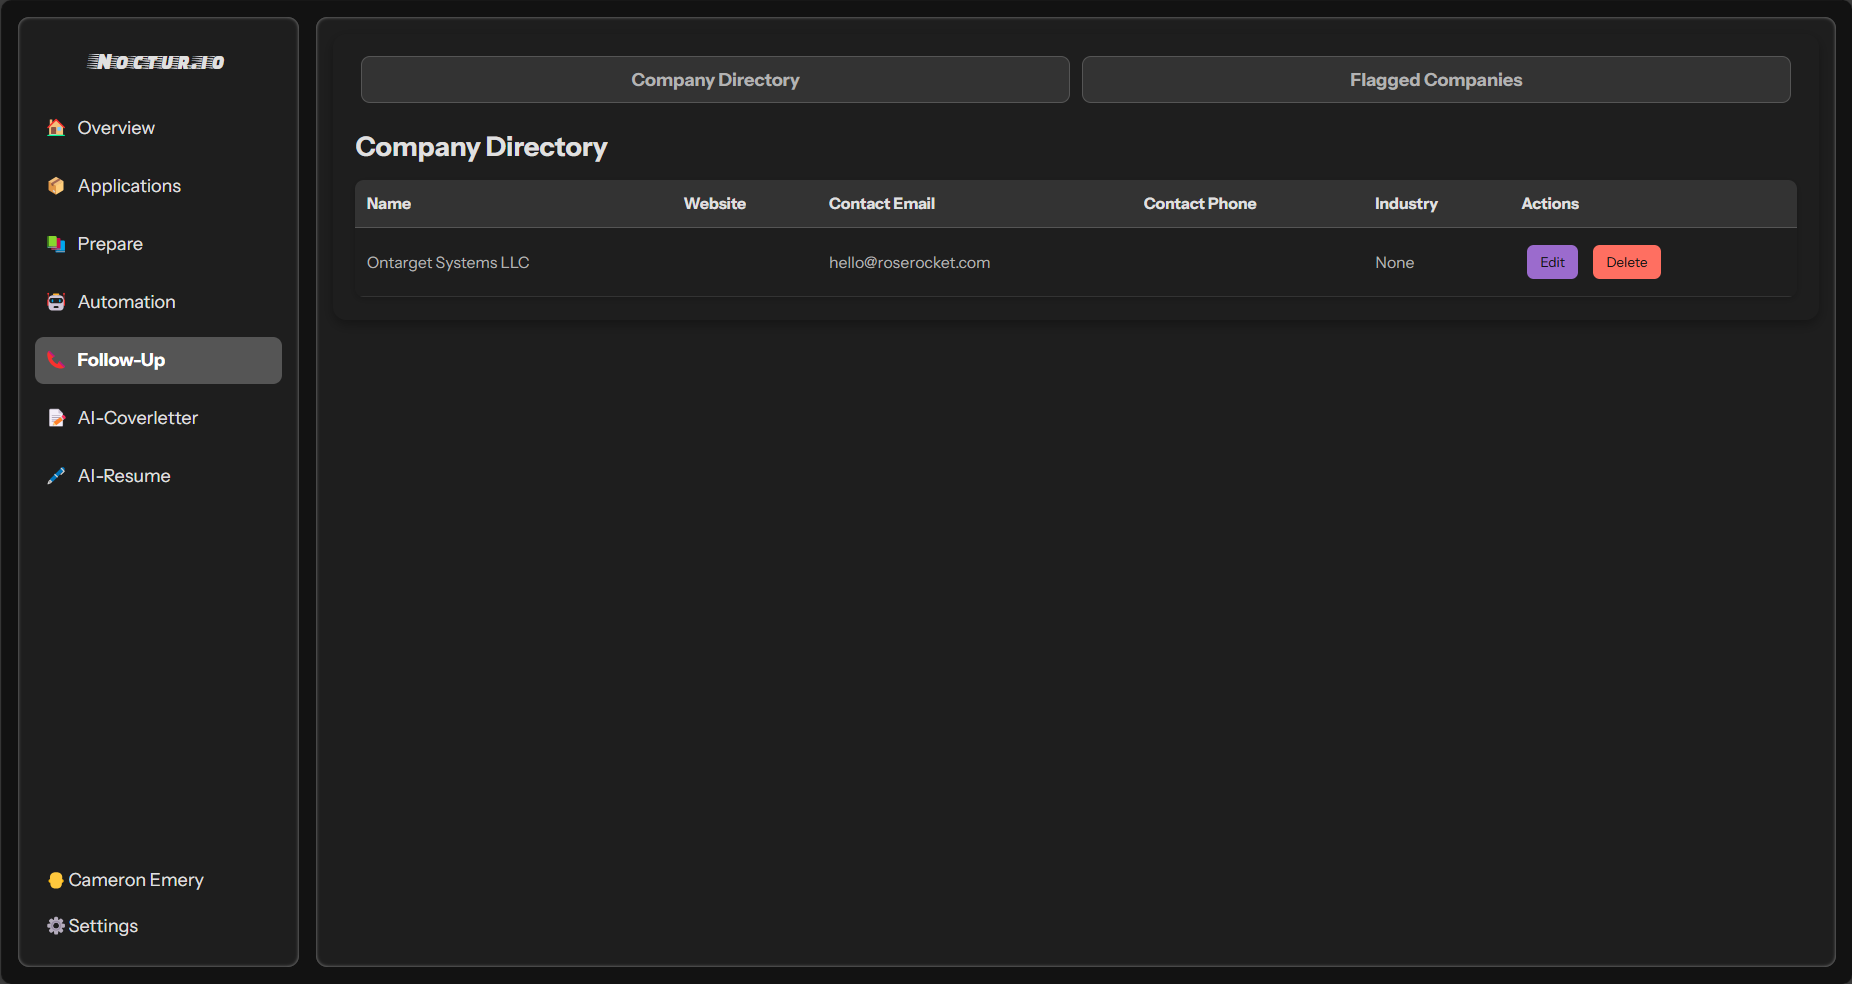 Nocтur.io
Overview
Applications
Prepare
Automation
Follow-Up
AI-Coverletter
AI-Resume
Cameron Emery
Settings
Company Directory
Flagged Companies
Company Directory
Name Website Contact Email Contact Phone Industry Actions
Ontarget Systems LLC hello@roserocket.com None Edit Delete